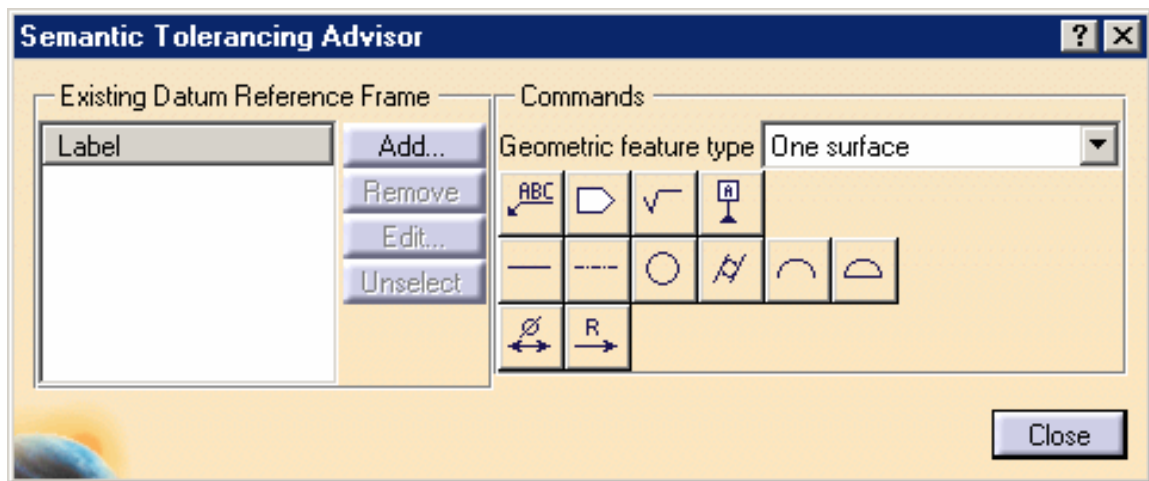 Semantic Tolerancing Advisor
? X
Existing Datum Reference Frame
Label
Add...
Remove
Edit...
Unselect
Commands
Geometric feature type One surface
ABC
A
Ø R
Close